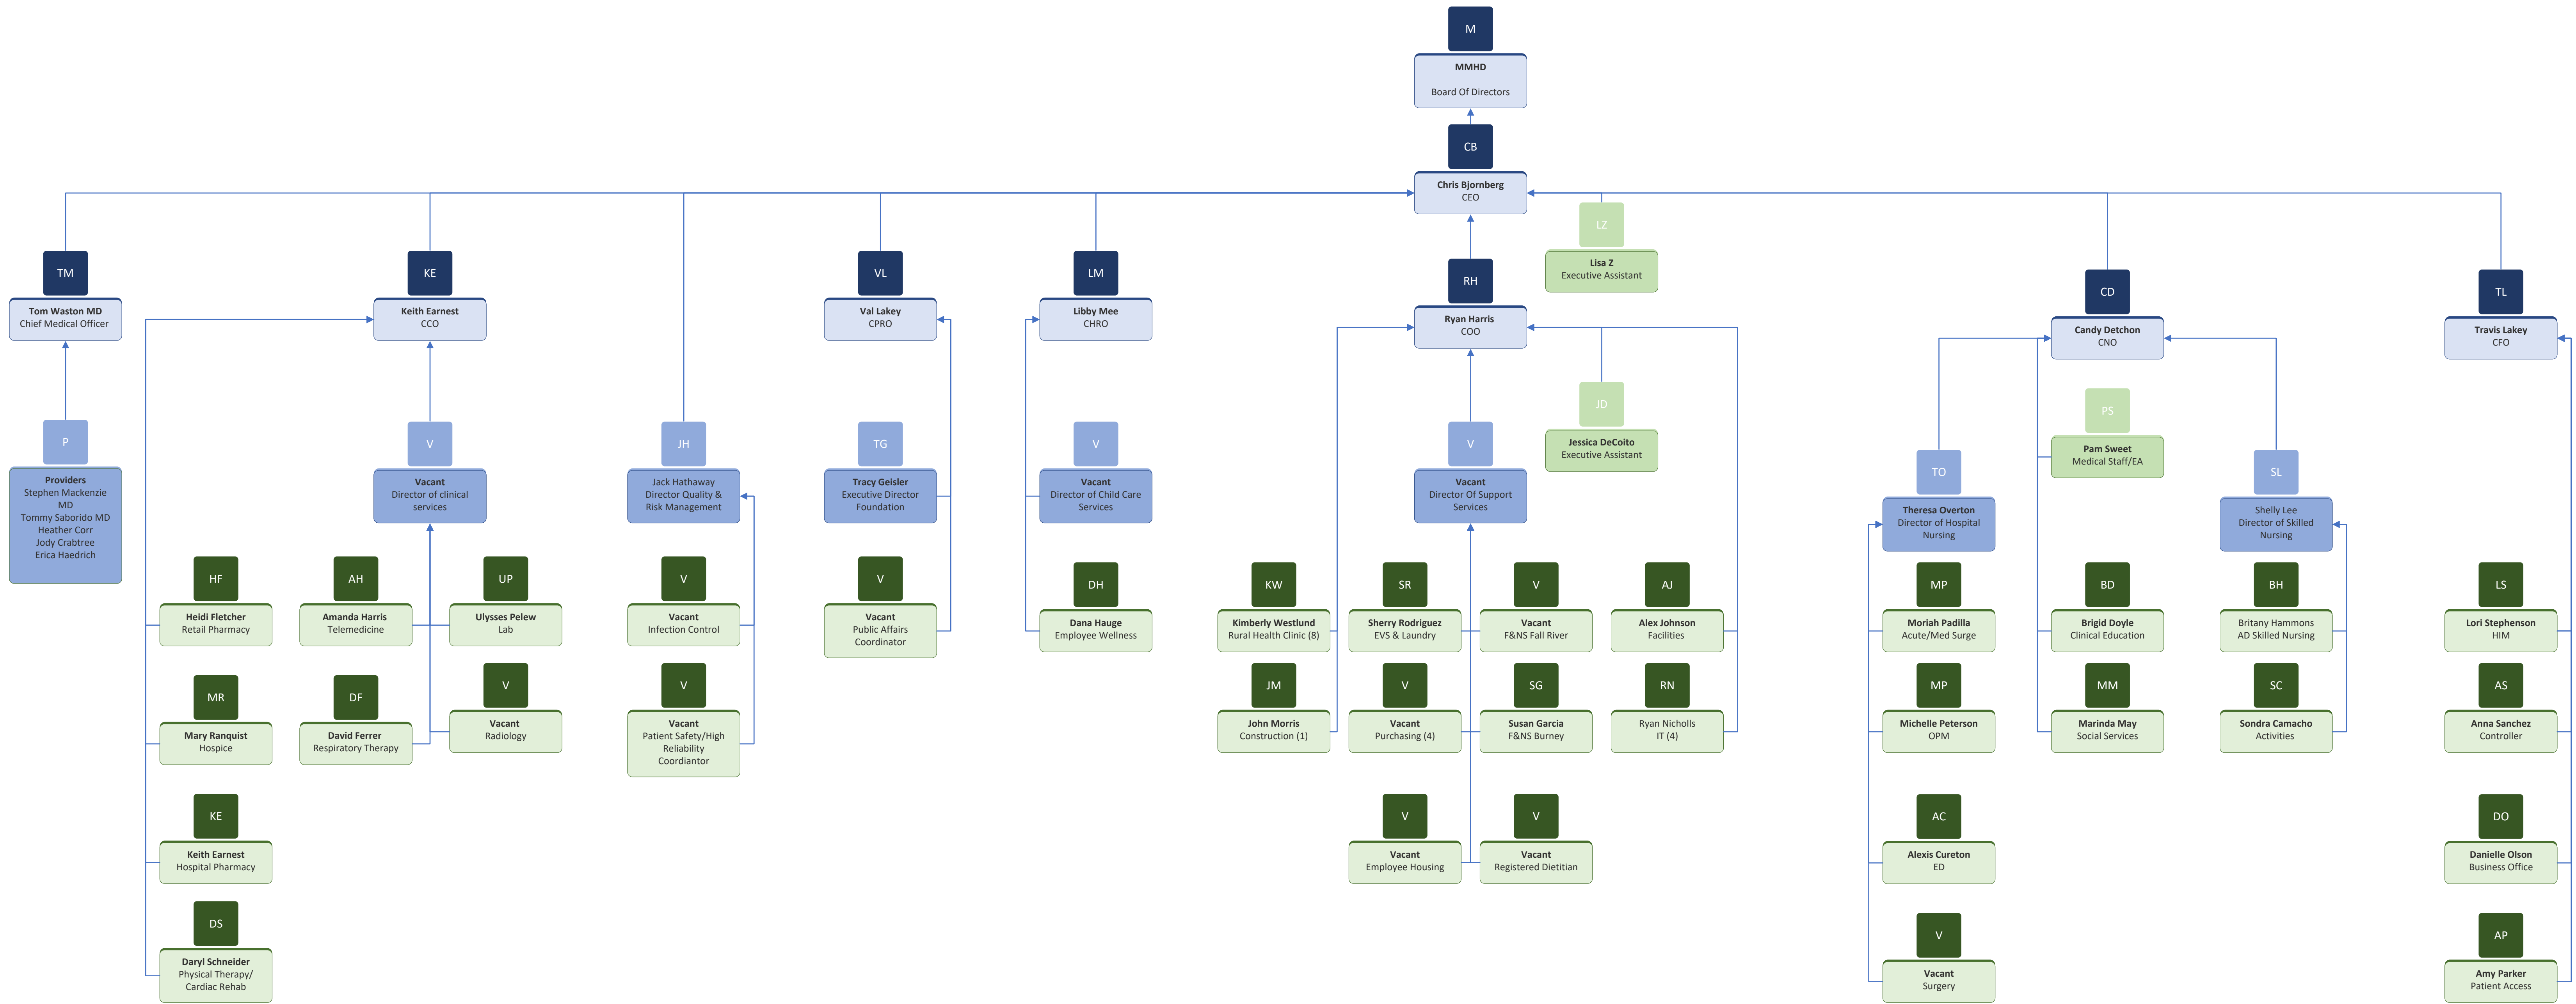 M
MMHD
Board Of Directors
CB
Chris Bjornberg
CEO
LZ
Lisa Z
Executive Assistant
TM
Tom Waston MD
Chief Medical Officer
KE
Keith Earnest
CCO
VL
Val Lakey
CPRO
LM
Libby Mee
CHRO
RH
Ryan Harris
COO
CD
Candy Detchon
CNO
TL
Travis Lakey
CFO
P
Providers
Stephen Mackenzie
MD
Tommy Saborido MD
Heather Corr
Jody Crabtree
Erica Haedrich
V
Vacant
Director of clinical
services
JH
Jack Hathaway
Director Quality &
Risk Management
TG
Tracy Geisler
Executive Director
Foundation
V
Vacant
Director of Child Care
Services
V
Vacant
Director Of Support
Services
JD
Jessica DeCoito
Executive Assistant
PS
Pam Sweet
Medical Staff/EA
TO
Theresa Overton
Director of Hospital
Nursing
SL
Shelly Lee
Director of Skilled
Nursing
HF
Heidi Fletcher
Retail Pharmacy
AH
Amanda Harris
Telemedicine
UP
Ulysses Pelew
Lab
V
Vacant
Infection Control
V
Vacant
Public Affairs
Coordinator
DH
Dana Hauge
Employee Wellness
KW
Kimberly Westlund
Rural Health Clinic (8)
SR
Sherry Rodriguez
EVS & Laundry
V
Vacant
F&NS Fall River
AJ
Alex Johnson
Facilities
MP
Moriah Padilla
Acute/Med Surge
BD
Brigid Doyle
Clinical Education
BH
Britany Hammons
AD Skilled Nursing
LS
Lori Stephenson
HIM
MR
Mary Ranquist
Hospice
DF
David Ferrer
Respiratory Therapy
V
Vacant
Radiology
V
Vacant
Patient Safety/High
Reliability
Coordiantor
JM
John Morris
Construction (1)
V
Vacant
Purchasing (4)
SG
Susan Garcia
F&NS Burney
RN
Ryan Nicholls
IT (4)
MP
Michelle Peterson
OPM
MM
Marinda May
Social Services
SC
Sondra Camacho
Activities
AS
Anna Sanchez
Controller
KE
Keith Earnest
Hospital Pharmacy
V
Vacant
Employee Housing
V
Vacant
Registered Dietitian
AC
Alexis Cureton
ED
DO
Danielle Olson
Business Office
DS
Daryl Schneider
Physical Therapy/
Cardiac Rehab
V
Vacant
Surgery
AP
Amy Parker
Patient Access